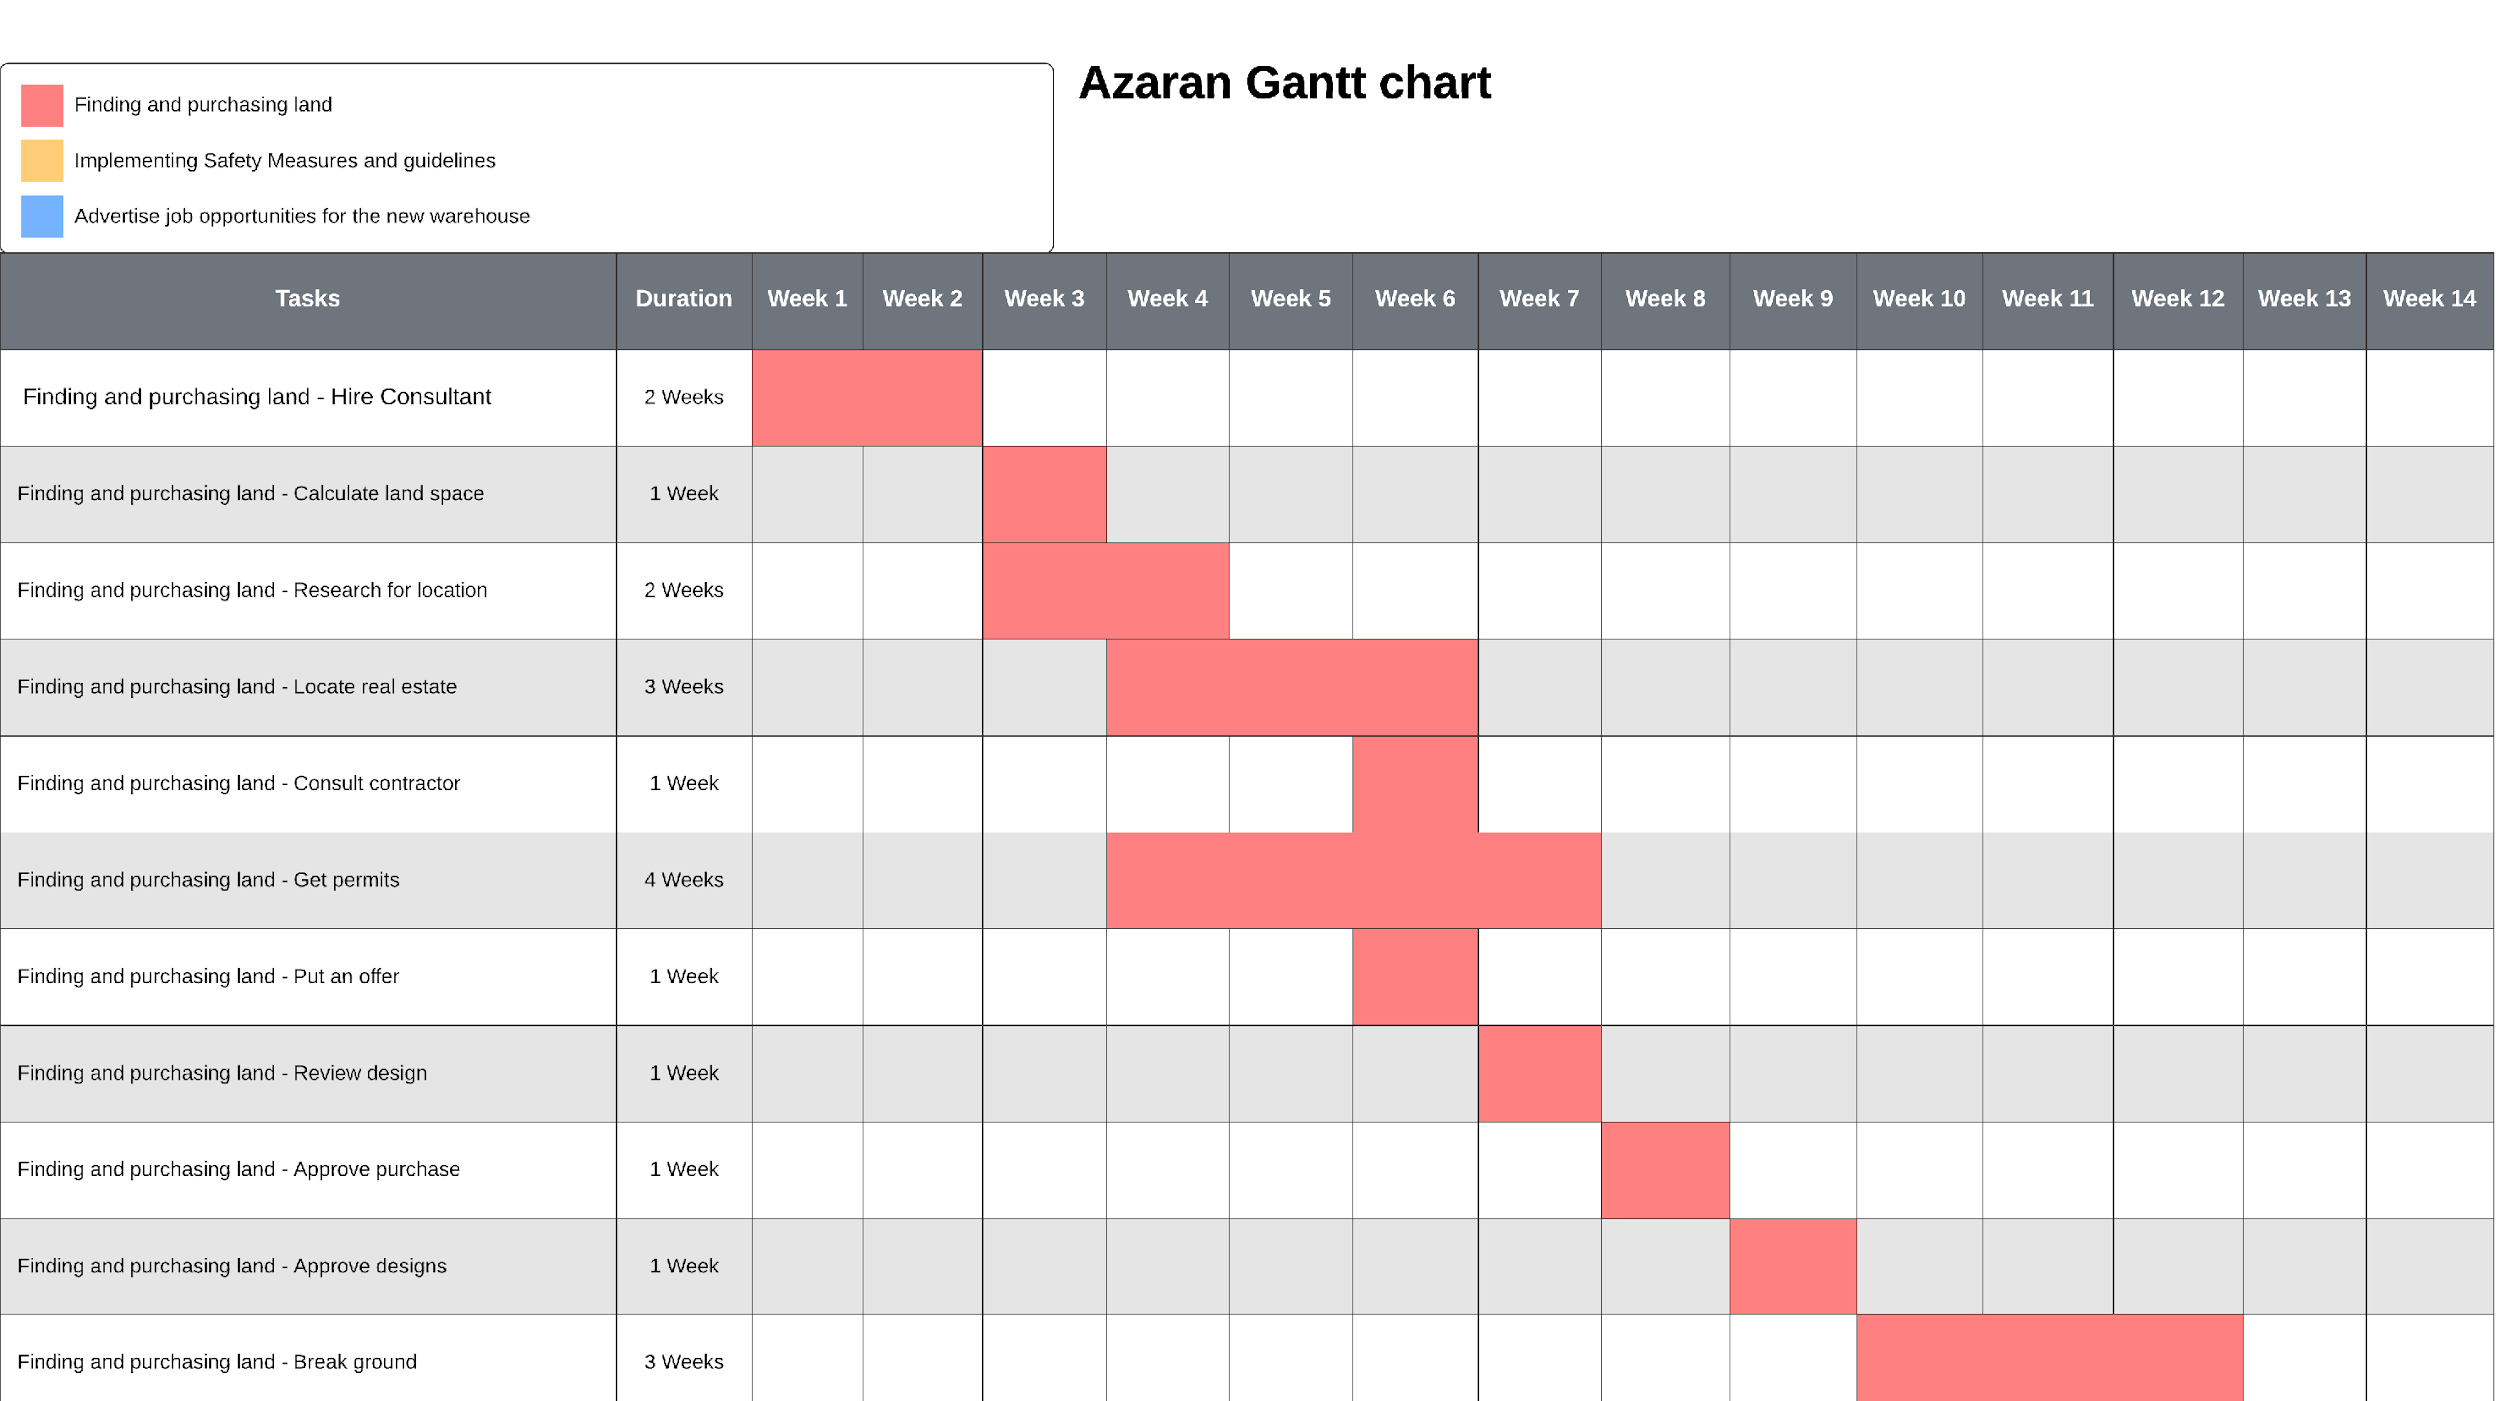 Azaran Gantt chart
Finding and purchasing land
Implementing Safety Measures and guidelines
Advertise job opportunities for the new warehouse
Tasks Duration Week 1 Week 2 Week 3 Week 4 Week 5 Week 6 Week 7 Week 8 Week 9 Week 10 Week 11 Week 12 Week 13 Week 14
Finding and purchasing land - Hire Consultant 2 Weeks
Finding and purchasing land - Calculate land space 1 Week
Finding and purchasing land - Research for location 2 Weeks
Finding and purchasing land - Locate real estate 3 Weeks
Finding and purchasing land - Consult contractor 1 Week
Finding and purchasing land - Get permits 4 Weeks
Finding and purchasing land - Put an offer 1 Week
Finding and purchasing land - Review design 1 Week
Finding and purchasing land - Approve purchase 1 Week
Finding and purchasing land - Approve designs 1 Week
Finding and purchasing land - Break ground 3 Weeks